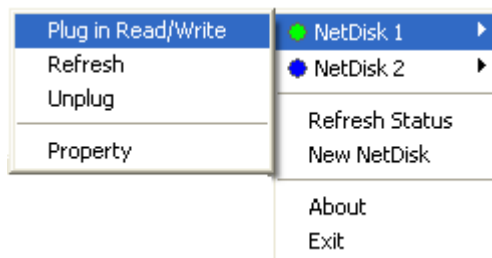 Plug in Read/Write
Refresh
Unplug
Property
NetDisk 1
NetDisk 2
Refresh Status
New NetDisk
About
Exit